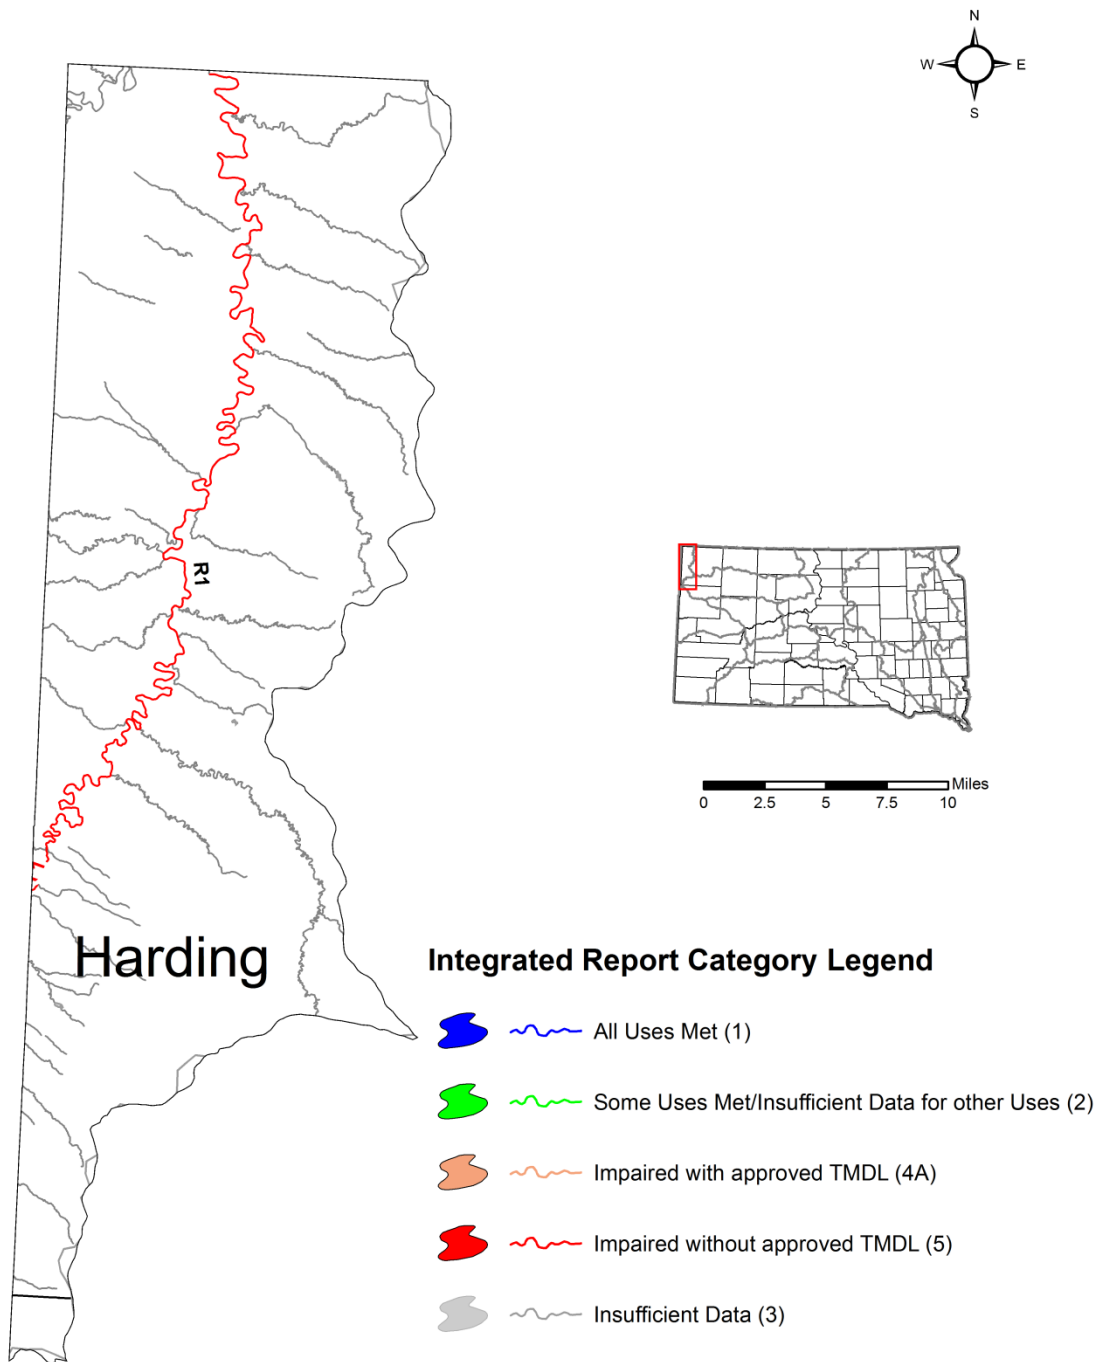 N
W E
S
R1
Miles
0 2.5 5 7.5 10
Harding
Integrated Report Category Legend
All Uses Met (1)
Some Uses Met/Insufficient Data for other Uses (2)
Impaired with approved TMDL (4A)
Impaired without approved TMDL (5)
Insufficient Data (3)